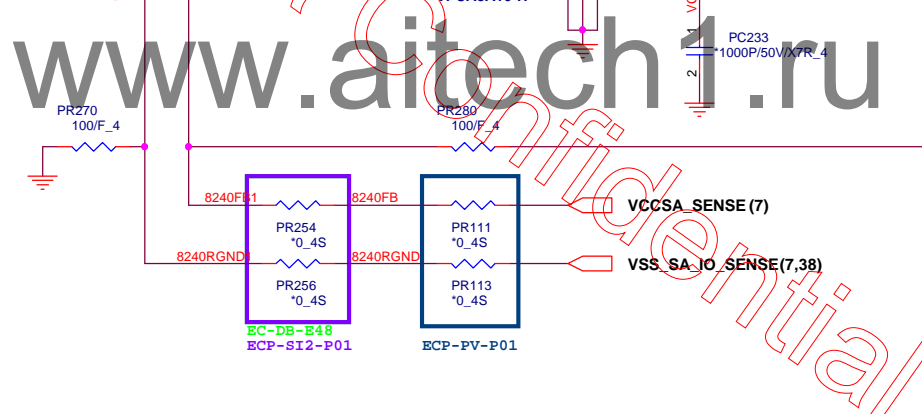 PC233
*1000P/50V/X7R_4
1
2
www.aitech1.ru
Confidential
PR270
100/F_4
PR280
100/F_4
8240FB1
8240FB
PR254
*0_4S
PR111
*0_4S
VCCSA_SENSE (7)
8240RGND1
8240RGND
PR256
*0_4S
PR113
*0_4S
VSS_SA_IO_SENSE(7,38)
EC-DB-E48
ECP-SI2-P01
ECP-PV-P01